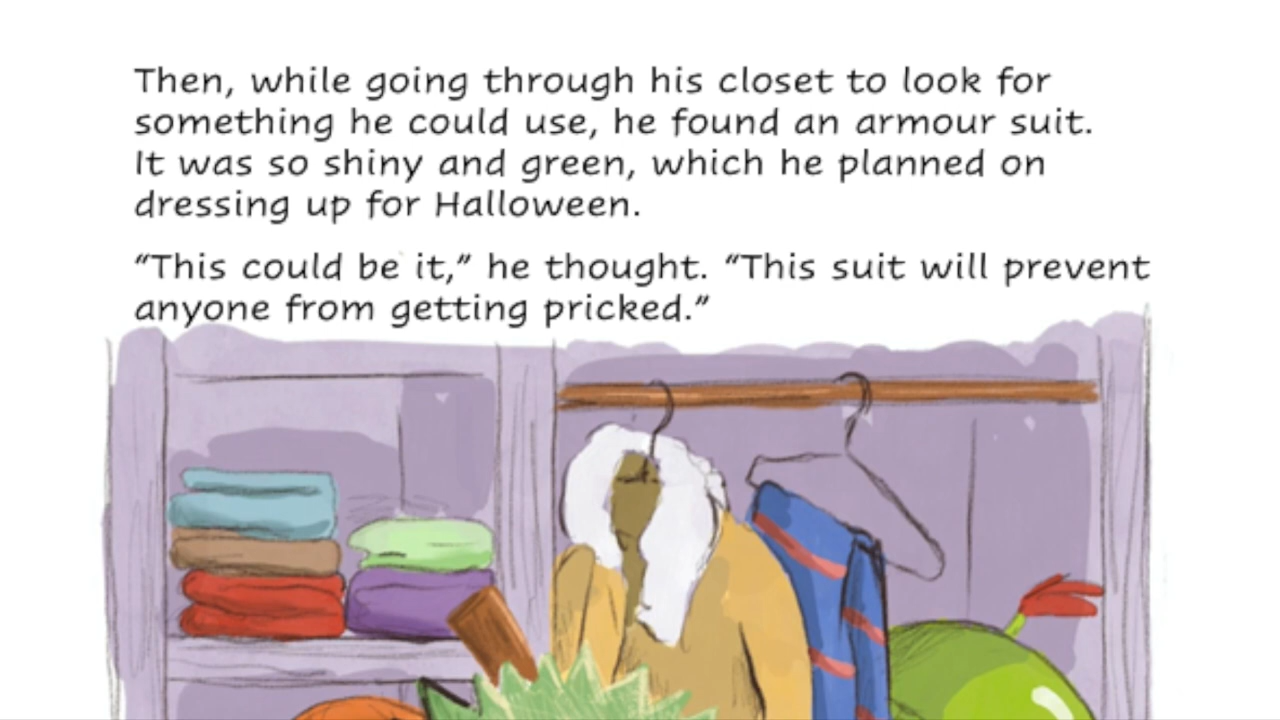 Then, while going through his closet to look for
something he could use, he found an armour suit.
It was so shiny and green, which he planned on
dressing up for Halloween.
“This could be it,” he thought. “This suit will prevent
anyone from getting pricked.”